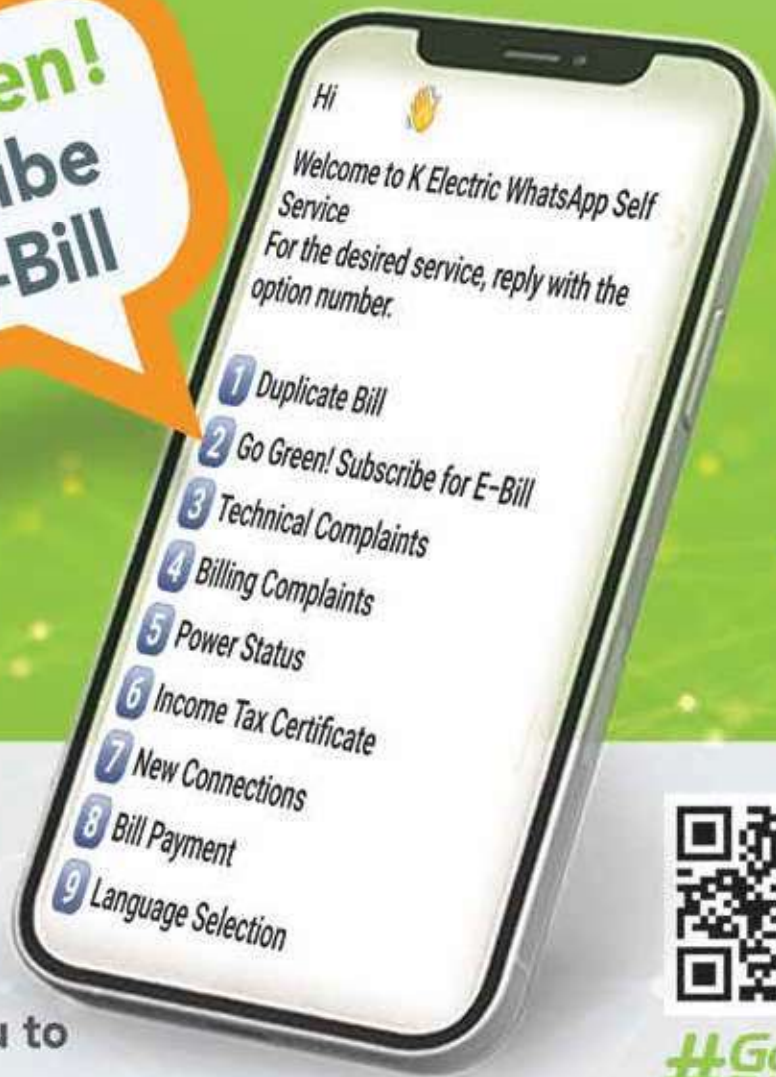 Hi 👋
Welcome to K Electric WhatsApp Self
Service
For the desired service, reply with the
option number.
1 Duplicate Bill
2 Go Green! Subscribe for E-Bill
3 Technical Complaints
4 Billing Complaints
5 Power Status
6 Income Tax Certificate
7 New Connections
8 Bill Payment
9 Language Selection
en!
ibe
-Bill
u to
#G